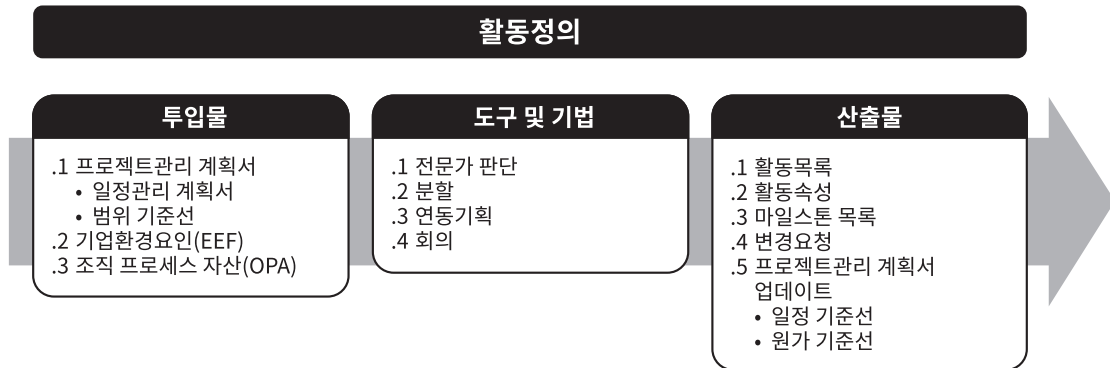 활동정의
투입물
.1 프로젝트관리 계획서
• 일정관리 계획서
• 범위 기준선
.2 기업환경요인(EEF)
.3 조직 프로세스 자산(OPA)
도구 및 기법
.1 전문가 판단
.2 분할
.3 연동기획
.4 회의
산출물
.1 활동목록
.2 활동속성
.3 마일스톤 목록
.4 변경요청
.5 프로젝트관리 계획서
업데이트
• 일정 기준선
• 원가 기준선